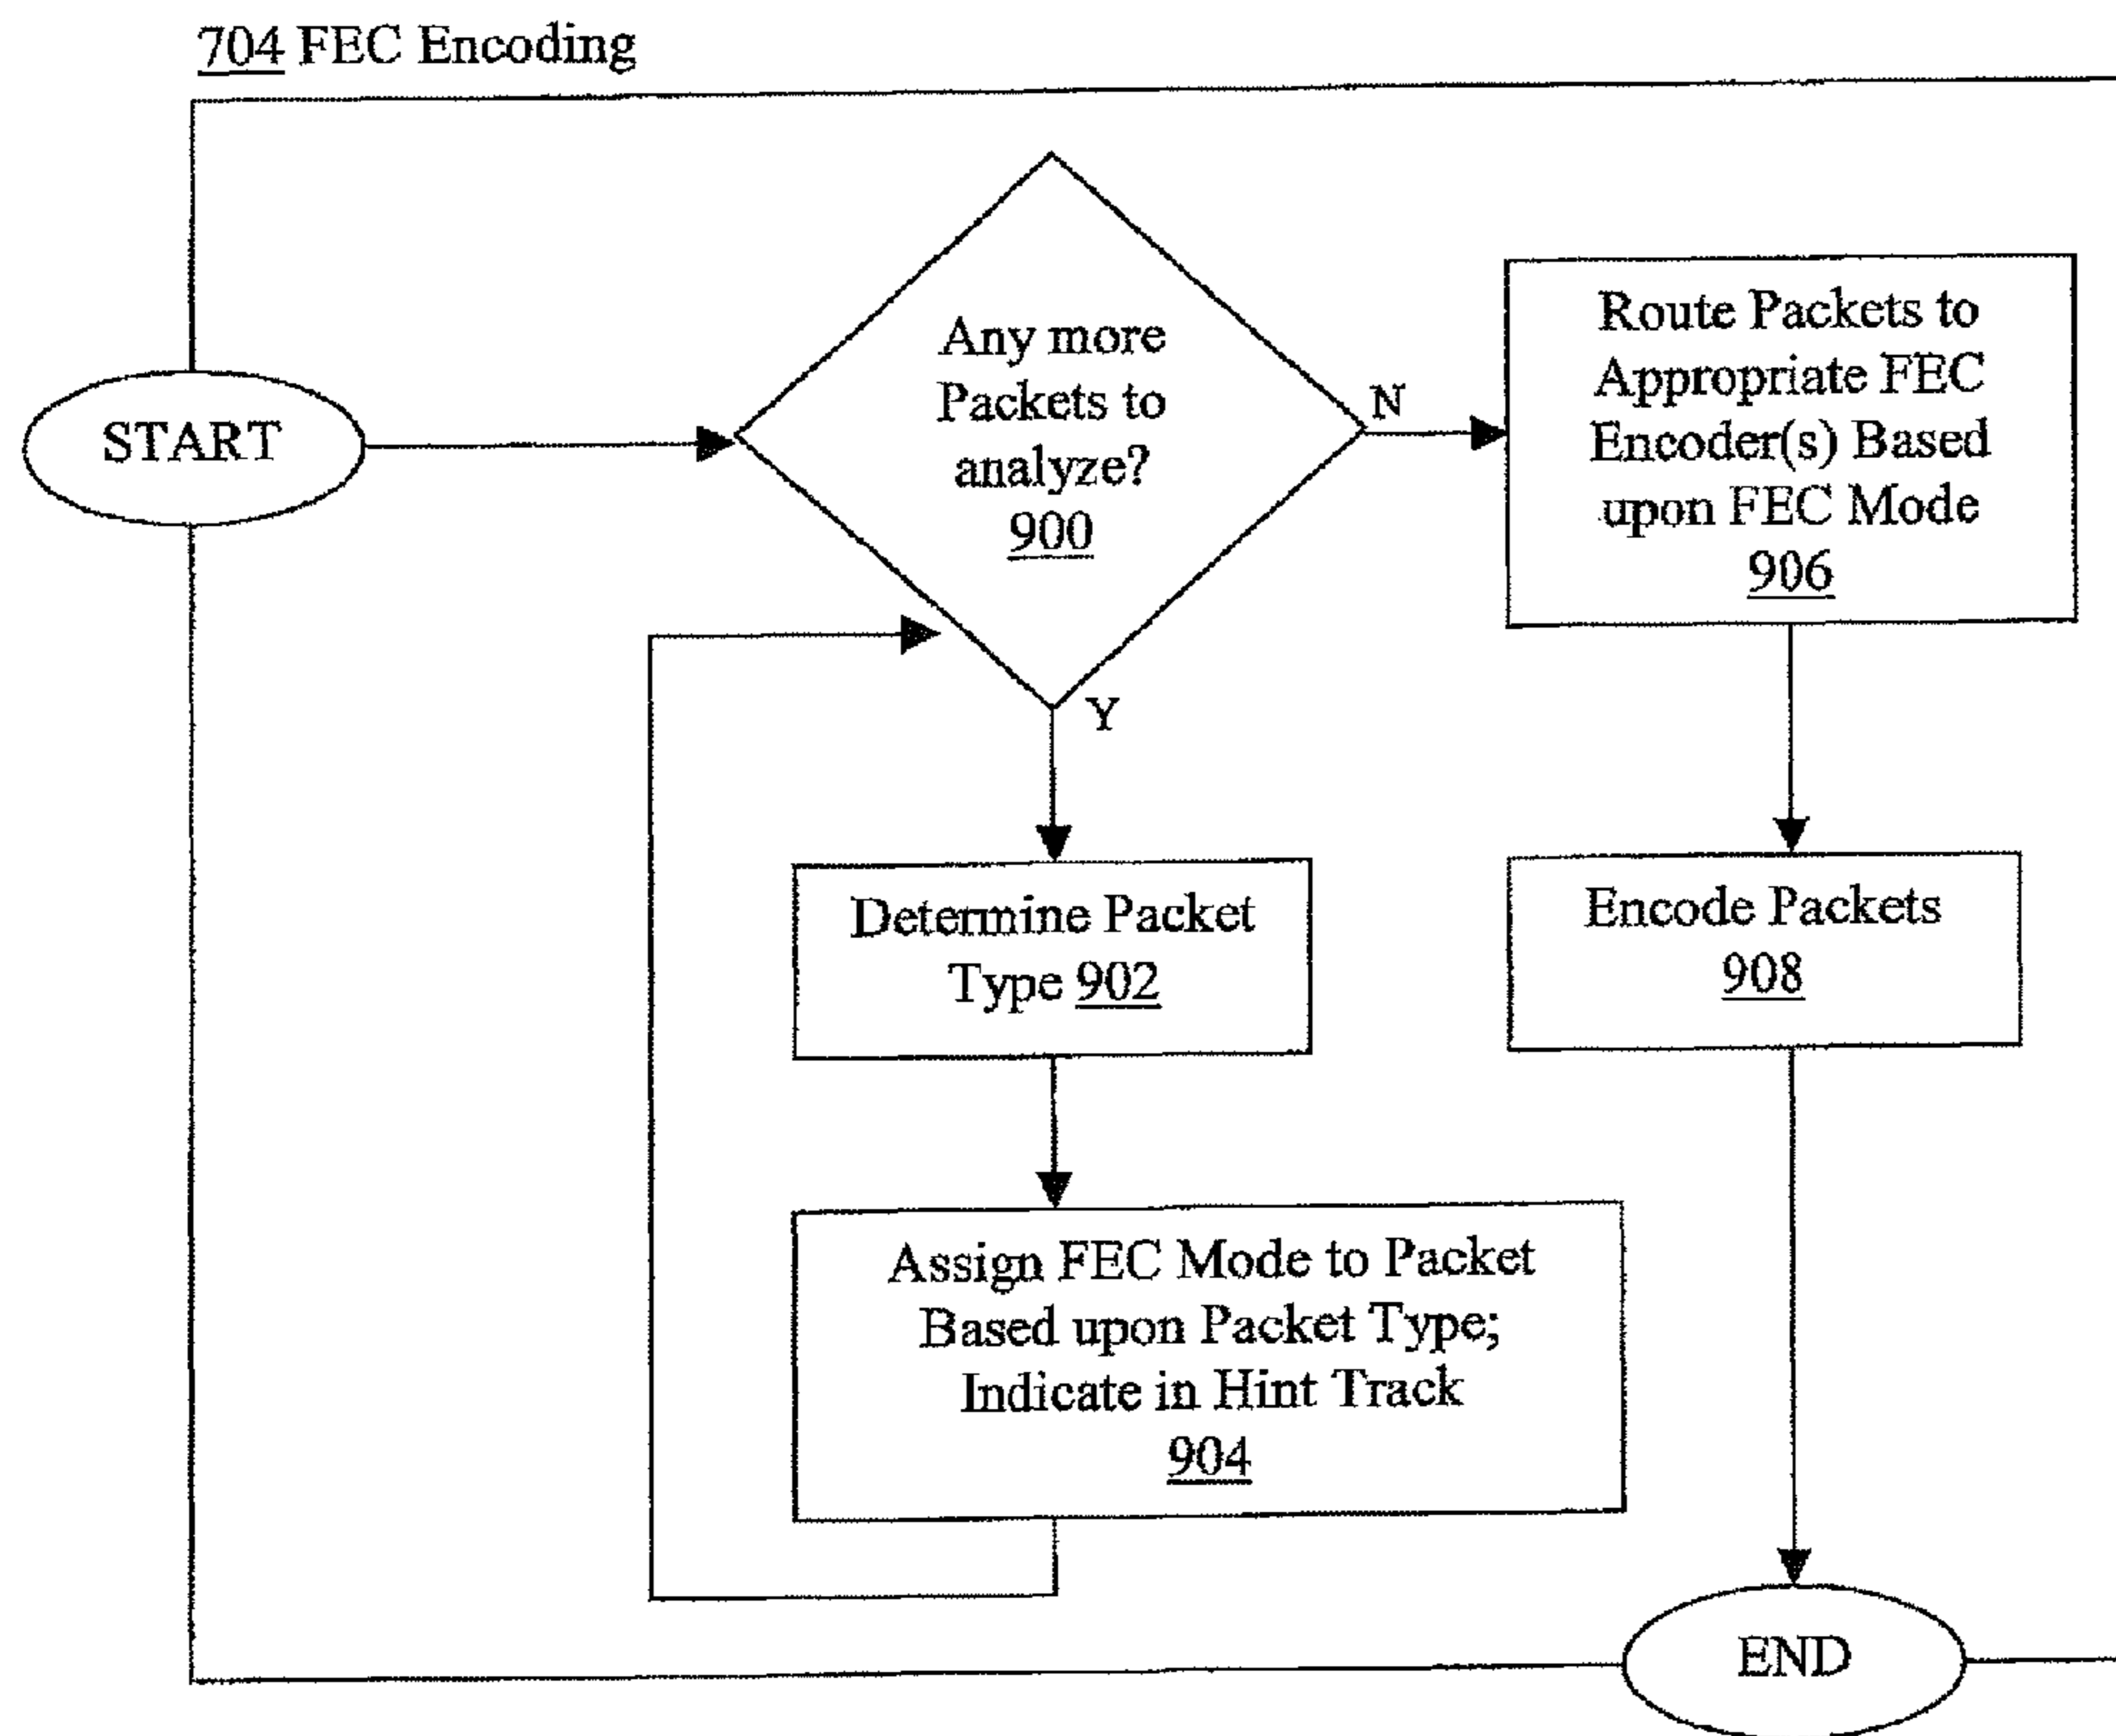 704 FEC Encoding
START
Any more
Packets to
analyze?
900
N
Y
Route Packets to
Appropriate FEC
Encoder(s) Based
upon FEC Mode
906
Determine Packet
Type 902
Encode Packets
908
Assign FEC Mode to Packet
Based upon Packet Type;
Indicate in Hint Track
904
END